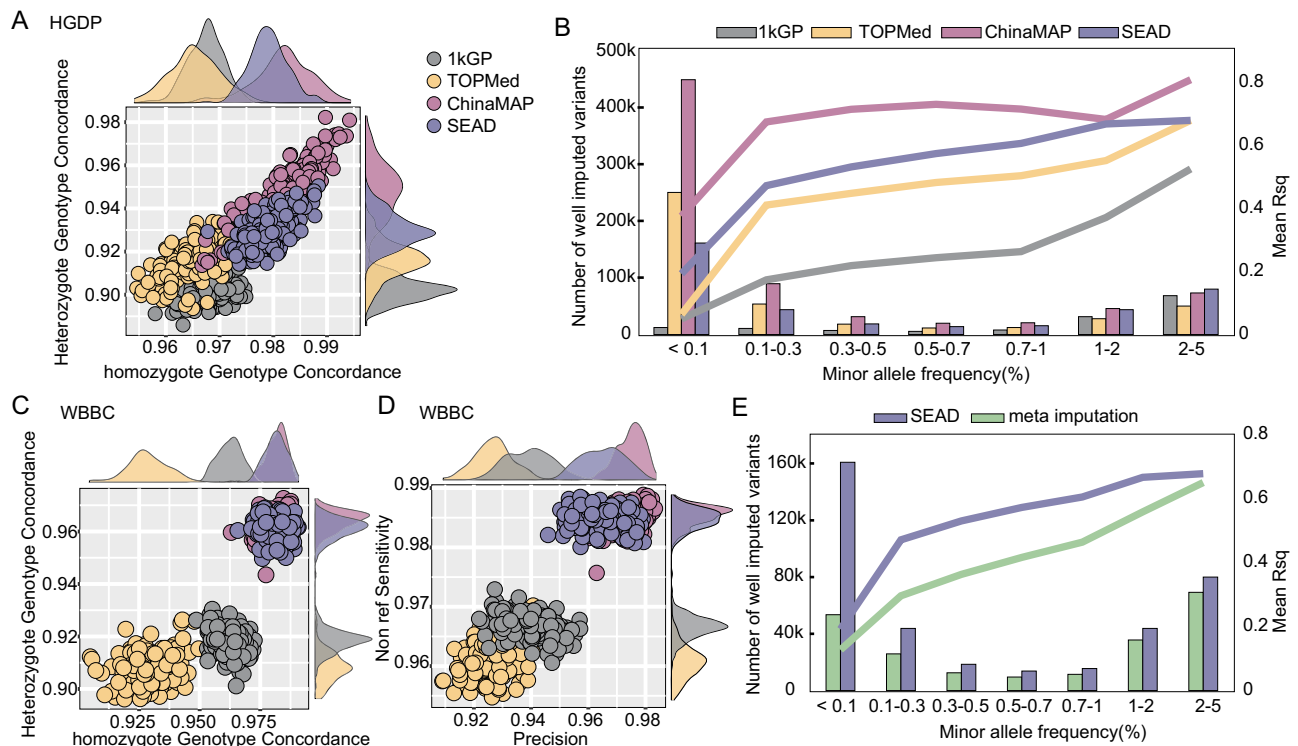 A HGDP
1kGP
TOPMed
ChinaMAP
SEAD
Heterozygote Genotype Concordance
0.98
0.96
0.94
0.92
0.90
0.96 0.97 0.98 0.99
homozygote Genotype Concordance
B
1kGP TOPMed ChinaMAP SEAD
Number of well imputed variants
500k
400k
300k
200k
100k
0
0.8
0.6
0.4
0.2
0
Mean Rsq
< 0.1 0.1-0.3 0.3-0.5 0.5-0.7 0.7-1 1-2 2-5
Minor allele frequency(%)
C WBBC
Heterozygote Genotype Concordance
0.96
0.94
0.92
0.90
0.925 0.950 0.975
homozygote Genotype Concordance
D WBBC
Non ref Sensitivity
0.99
0.98
0.97
0.96
0.92 0.94 0.96 0.98
Precision
E
SEAD meta imputation
Number of well imputed variants
160k
120k
80k
40k
0
0.8
0.6
0.4
0.2
0
Mean Rsq
< 0.1 0.1-0.3 0.3-0.5 0.5-0.7 0.7-1 1-2 2-5
Minor allele frequency(%)